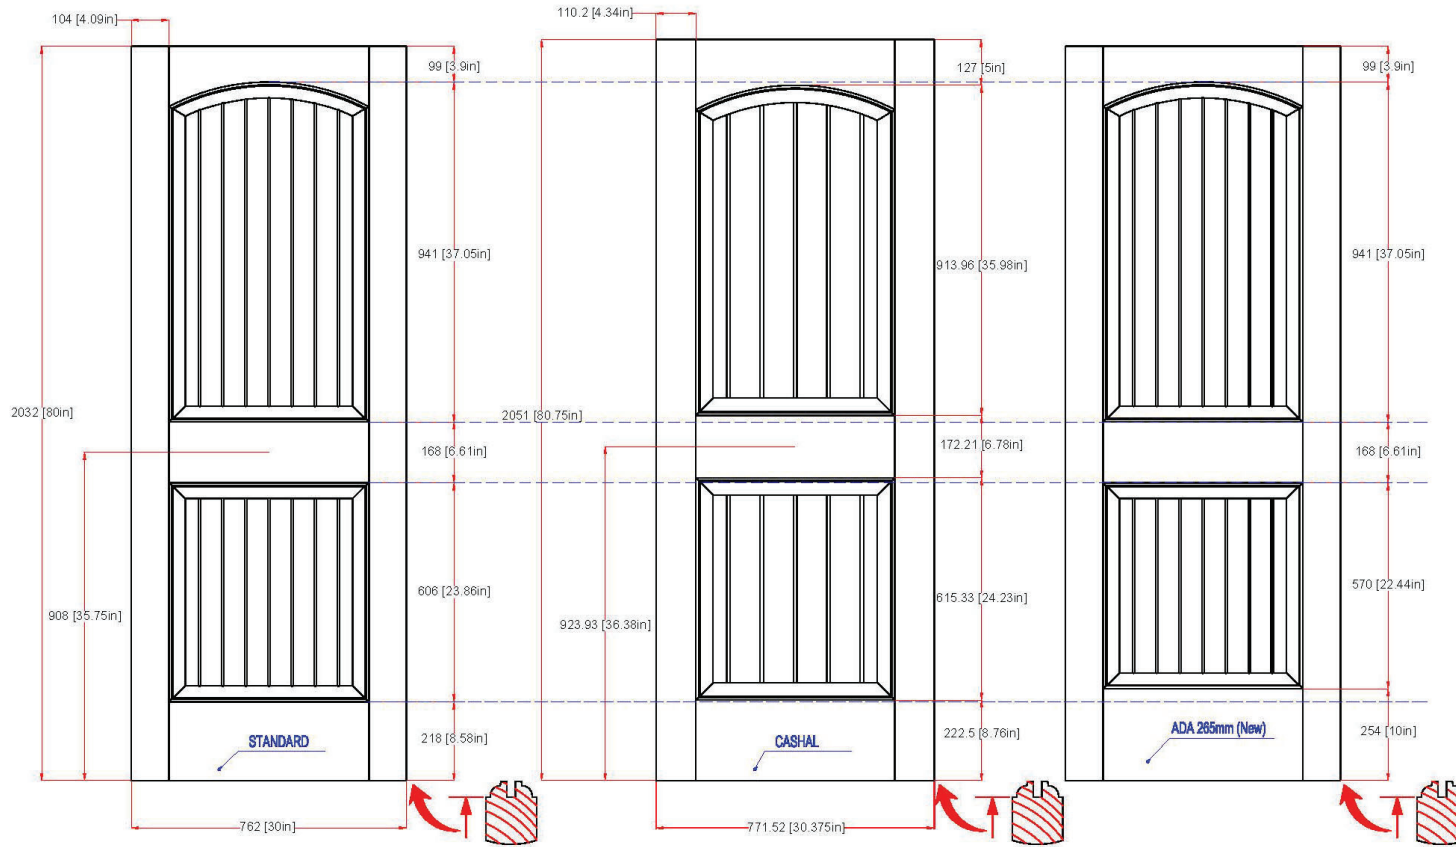 104 [4.09in]
99 [3.9in]
941 [37.05in]
2032 [80in]
168 [6.61in]
908 [35.75in]
606 [23.86in]
STANDARD
218 [8.58in]
762 [30in]
110.2 [4.34in]
127 [5in]
913.96 [35.98in]
2051 [80.75in]
172.21 [6.78in]
923.93 [36.38in]
615.33 [24.23in]
CASHAL
222.5 [8.76in]
771.52 [30.375in]
99 [3.9in]
941 [37.05in]
168 [6.61in]
570 [22.44in]
ADA 265mm (New)
254 [10in]